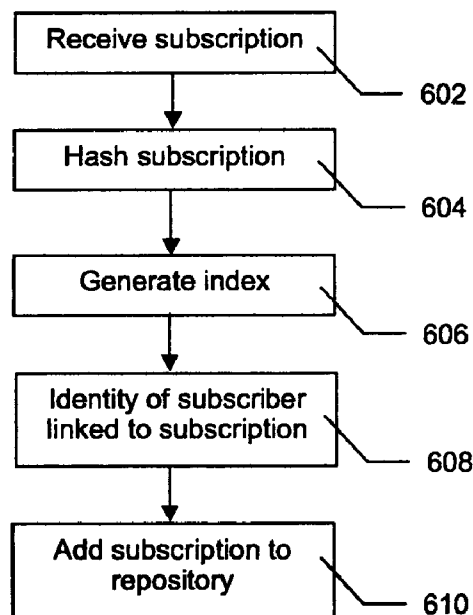 Receive subscription
602
Hash subscription
604
Generate index
606
Identity of subscriber
linked to subscription
608
Add subscription to
repository
610